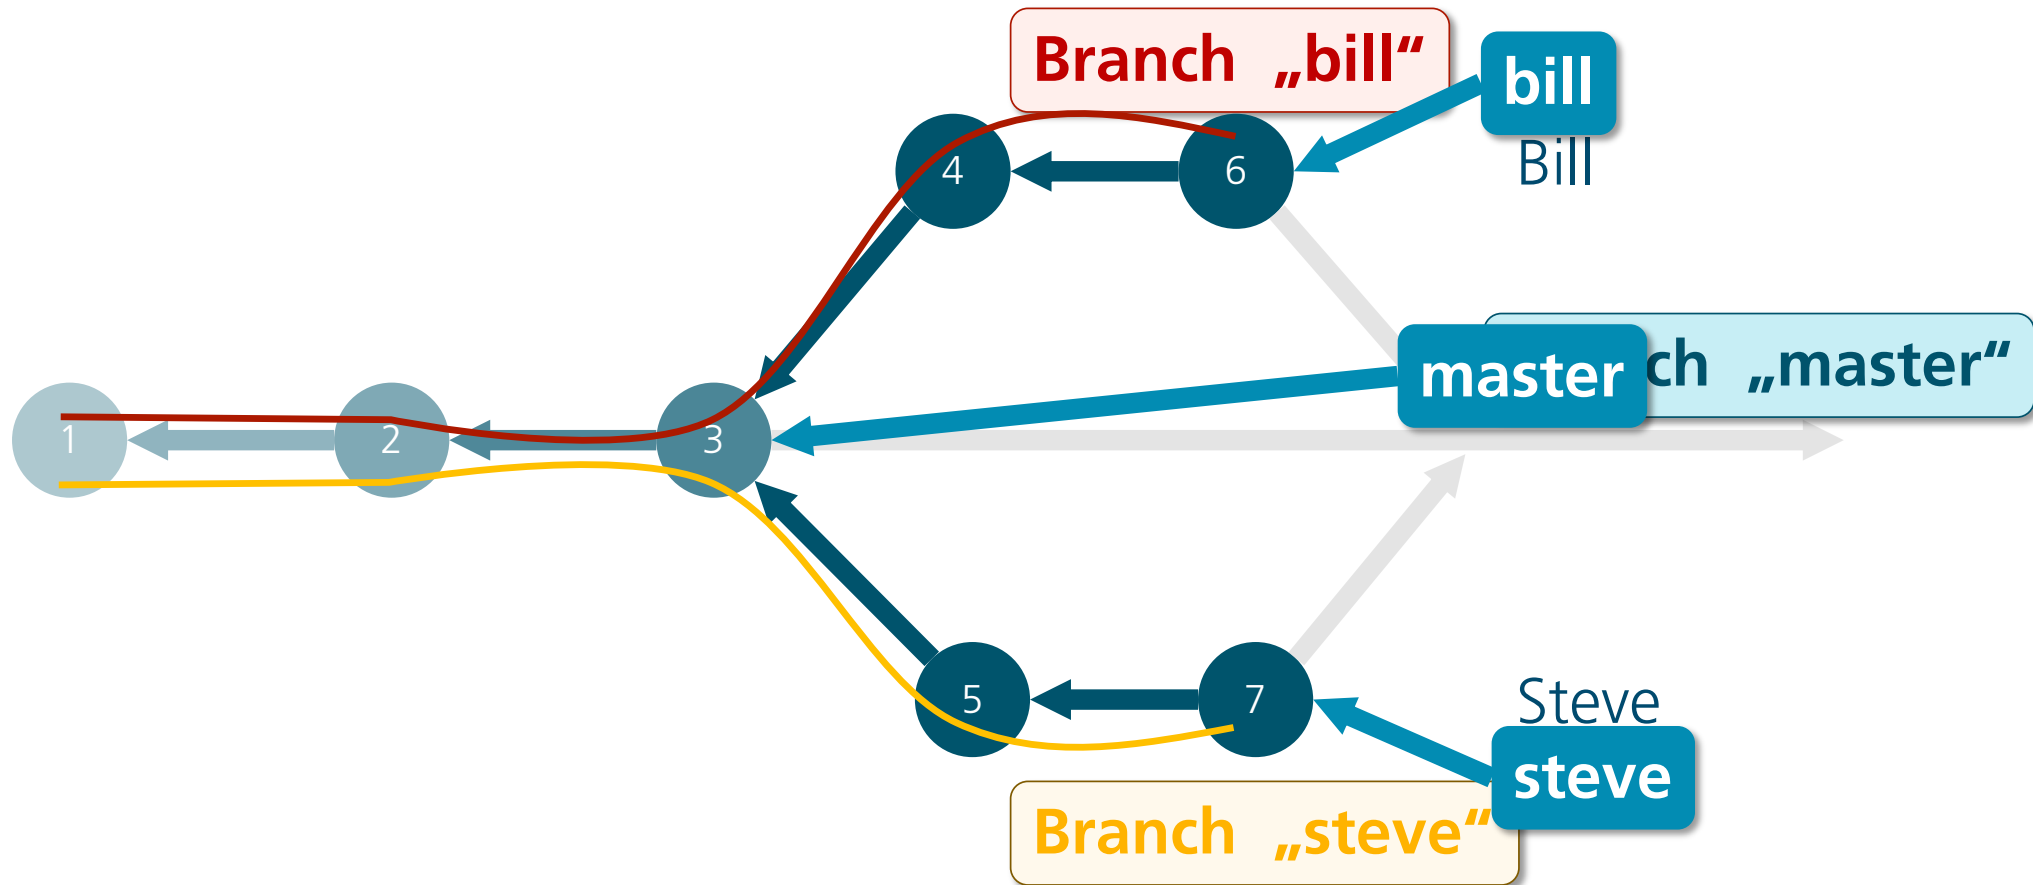 Branch „bill“
bill
Bill
4
6
master
ch „master“
1
2
3
5
7
Steve
steve
Branch „steve“